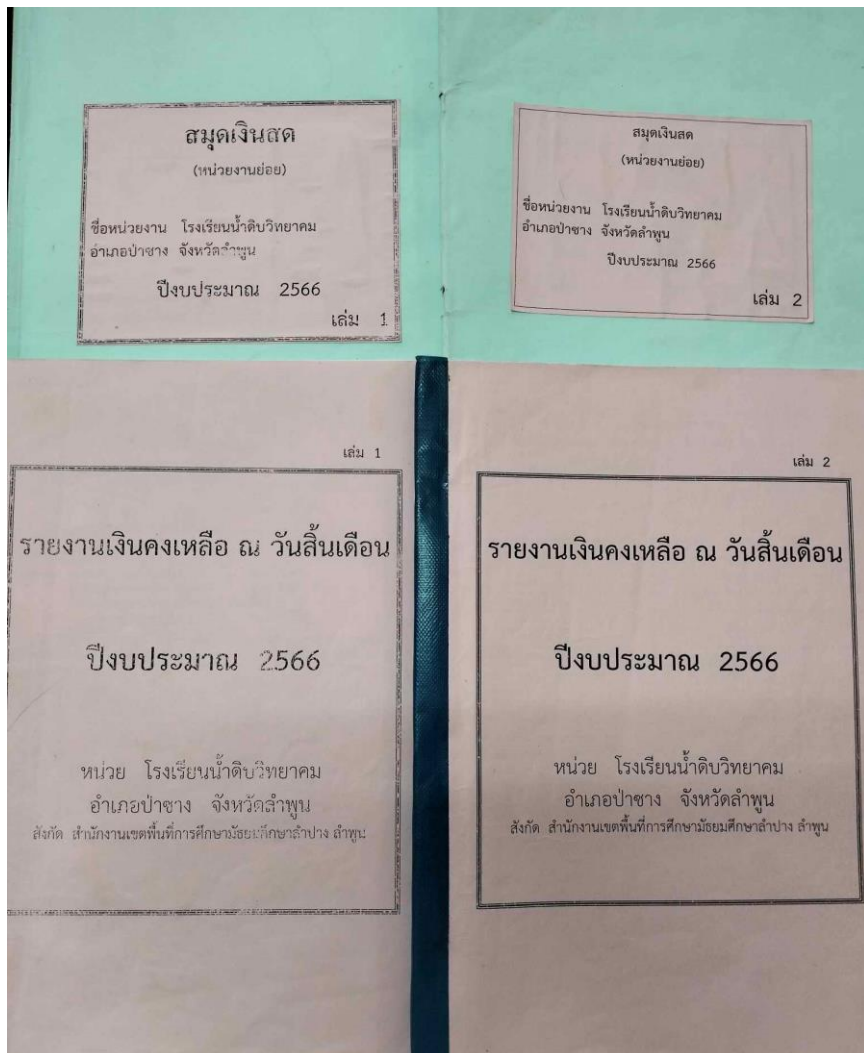 สมุดเงินสด
(หน่วยงานย่อย)
ชื่อหน่วยงาน โรงเรียนน้ำดิบวิทยาคม
อำเภอป่าซาง จังหวัดลำพูน
ปีงบประมาณ 2566
เล่ม 1
สมุดเงินสด
(หน่วยงานย่อย)
ชื่อหน่วยงาน โรงเรียนน้ำดิบวิทยาคม
อำเภอป่าซาง จังหวัดลำพูน
ปีงบประมาณ 2566
เล่ม 2
เล่ม 1
รายงานเงินคงเหลือ ณ วันสิ้นเดือน
ปีงบประมาณ 2566
หน่วย โรงเรียนน้ำดิบวิทยาคม
อำเภอป่าซาง จังหวัดลำพูน
สังกัด สำนักงานเขตพื้นที่การศึกษามัธยมศึกษาลำปาง ลำพูน
เล่ม 2
รายงานเงินคงเหลือ ณ วันสิ้นเดือน
ปีงบประมาณ 2566
หน่วย โรงเรียนน้ำดิบวิทยาคม
อำเภอป่าซาง จังหวัดลำพูน
สังกัด สำนักงานเขตพื้นที่การศึกษามัธยมศึกษาลำปาง ลำพูน